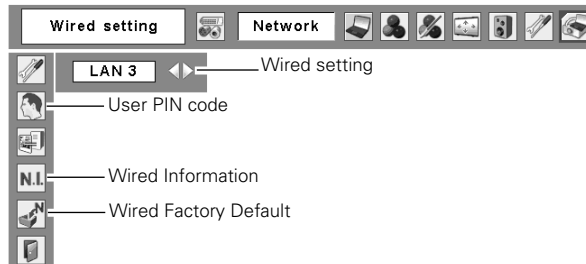 Wired setting
Network
LAN 3
Wired setting
User PIN code
N.I.
Wired Information
N
Wired Factory Default